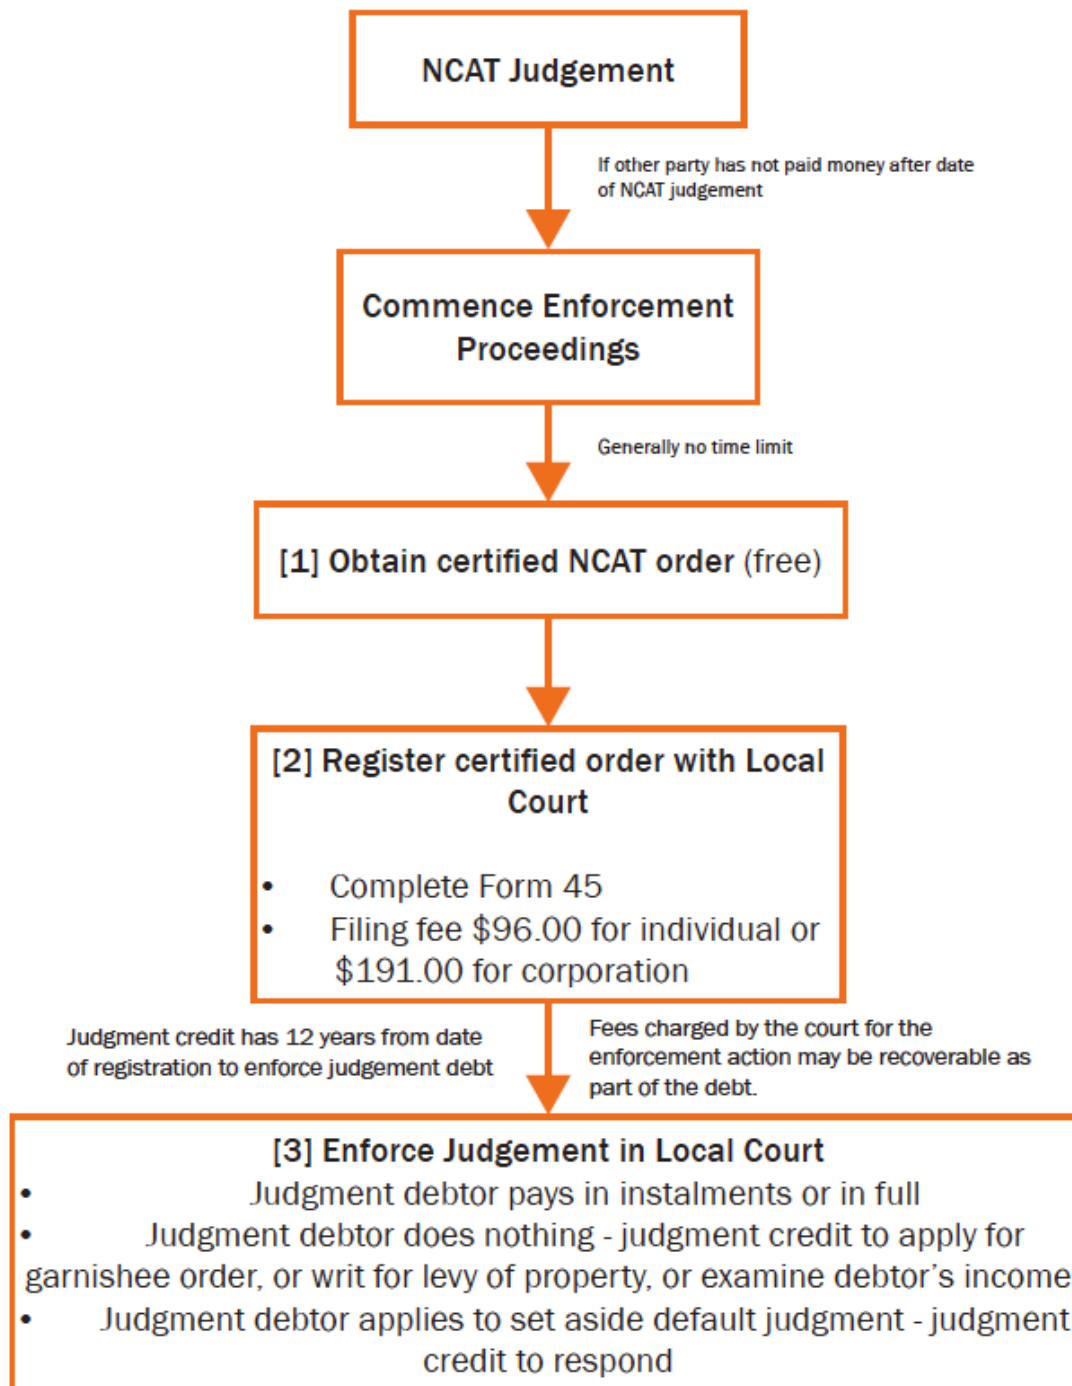 NCAT Judgement
If other party has not paid money after date
of NCAT judgement
Commence Enforcement
Proceedings
Generally no time limit
[1] Obtain certified NCAT order (free)
[2] Register certified order with Local
Court
• Complete Form 45
• Filing fee $96.00 for individual or
$191.00 for corporation
Judgment credit has 12 years from date
of registration to enforce judgement debt
Fees charged by the court for the
enforcement action may be recoverable as
part of the debt.
[3] Enforce Judgement in Local Court
• Judgment debtor pays in instalments or in full
• Judgment debtor does nothing - judgment credit to apply for
garnishee order, or writ for levy of property, or examine debtor's income
• Judgment debtor applies to set aside default judgment - judgment
credit to respond